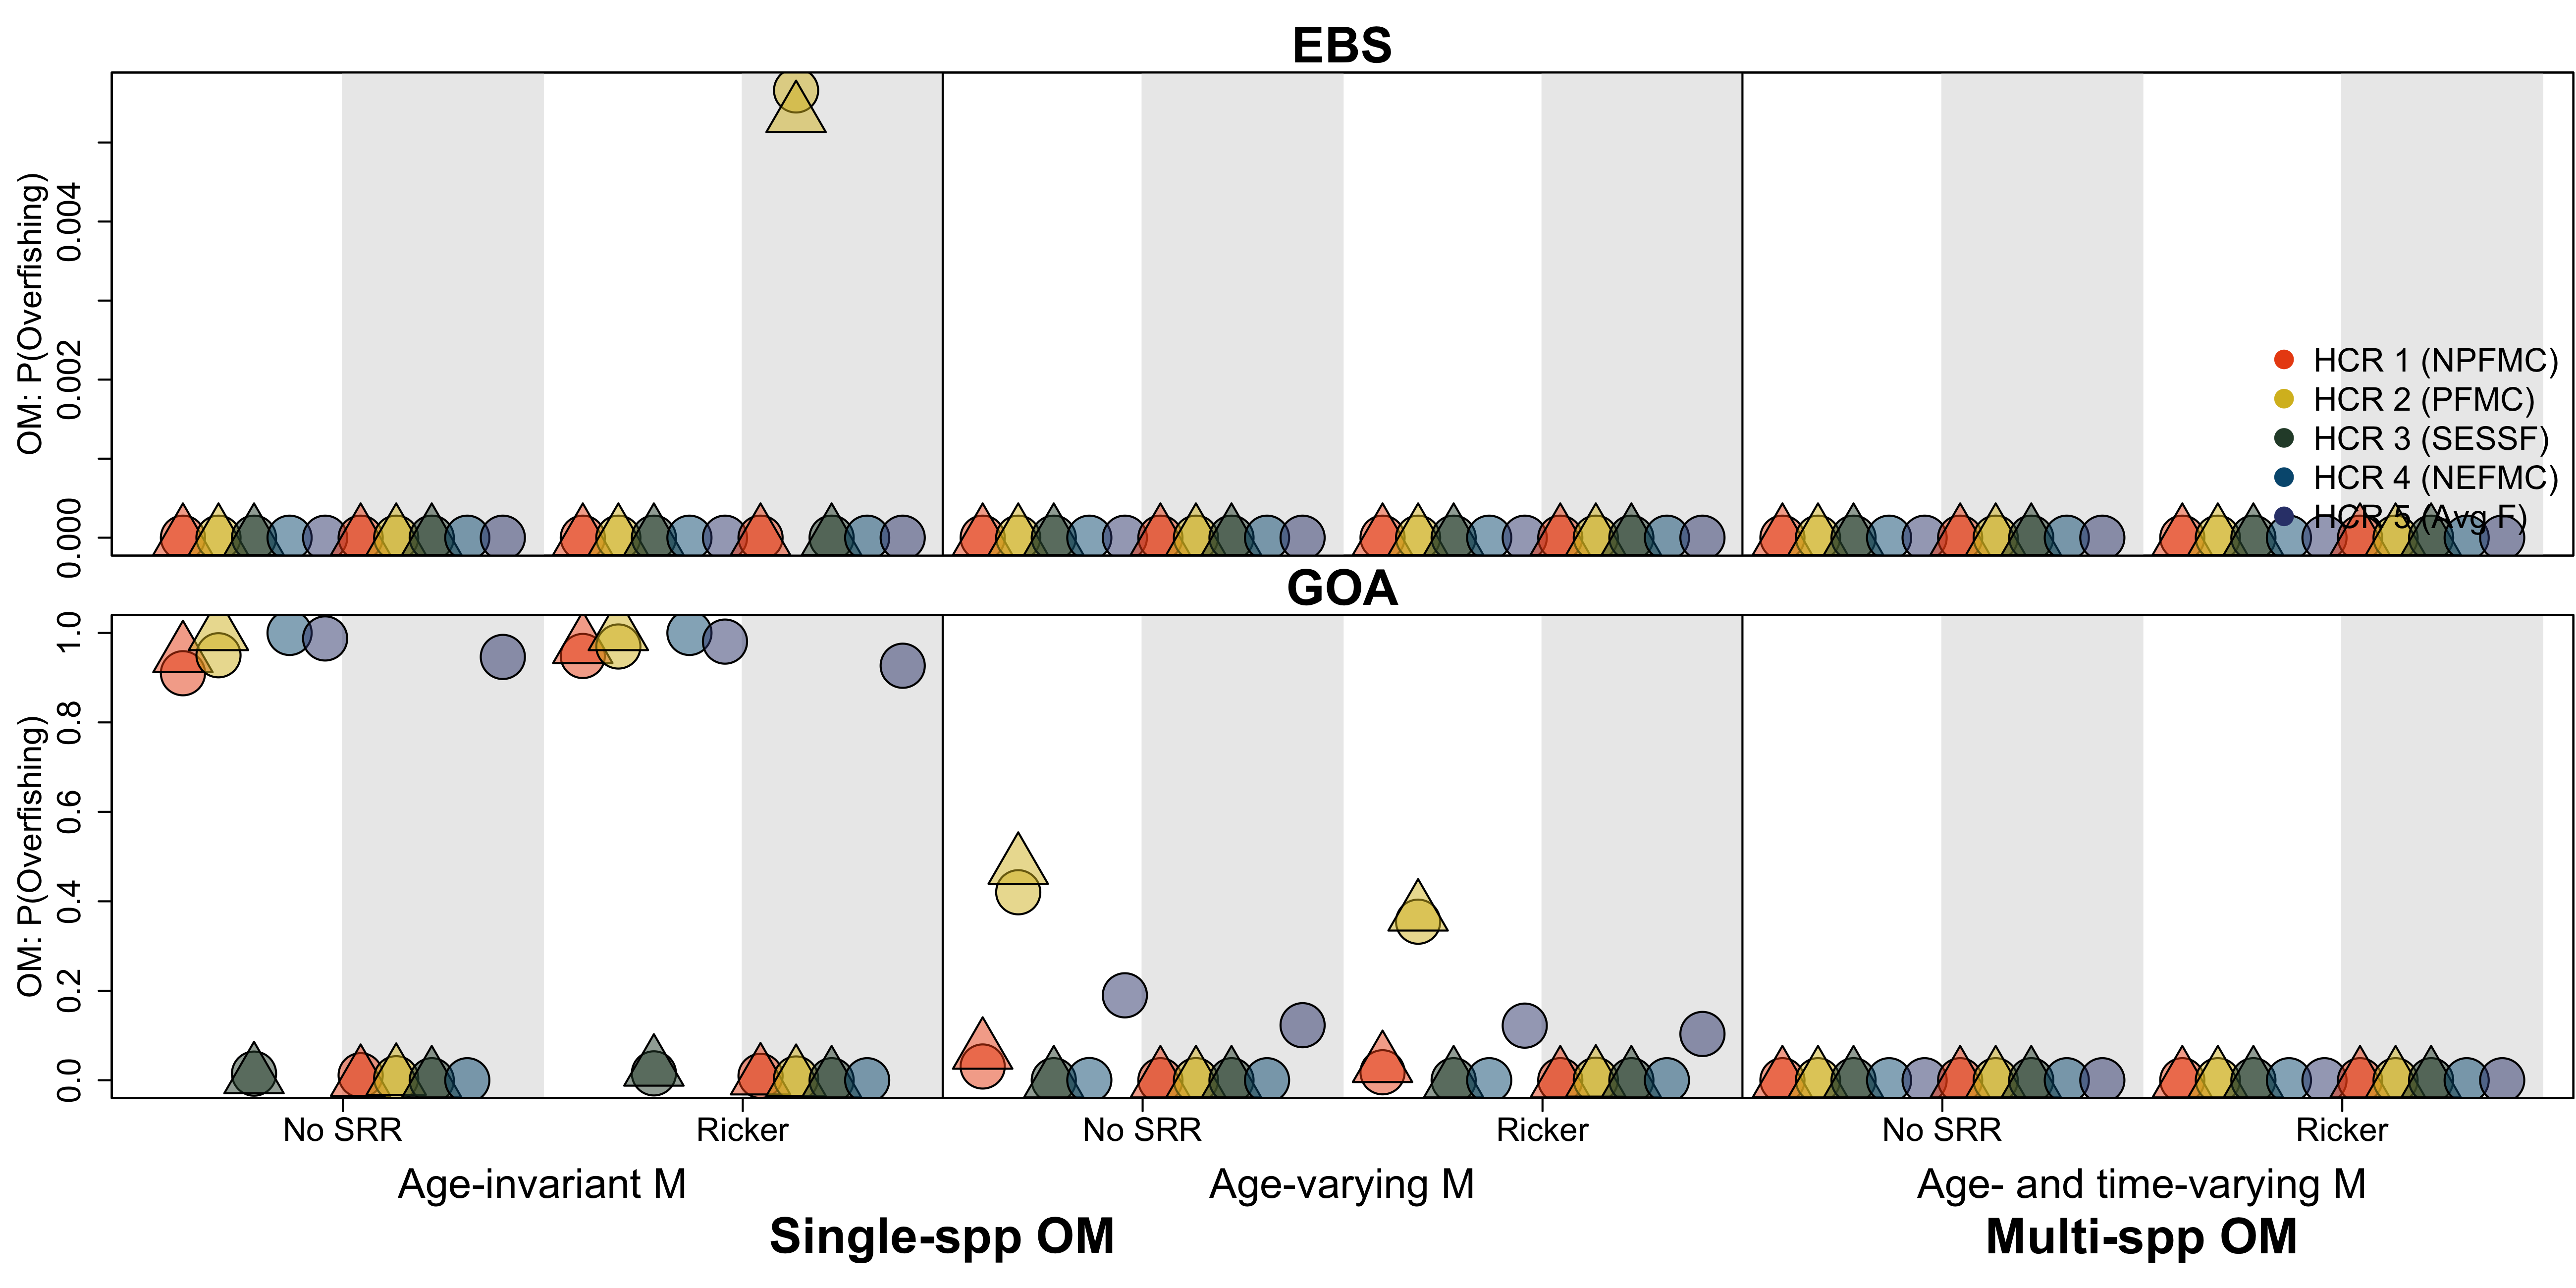 EBS
OM: P(Overfishing)
0.004
0.002
0.000
HCR 1 (NPFMC)
HCR 2 (PFMC)
HCR 3 (SESSF)
HCR 4 (NEFMC)
HCR 5 (Avg F)
GOA
OM: P(Overfishing)
1.0
0.8
0.6
0.4
0.2
0.0
No SRR Ricker No SRR Ricker No SRR Ricker
Age-invariant M Age-varying M Age- and time-varying M
Single-spp OM Multi-spp OM